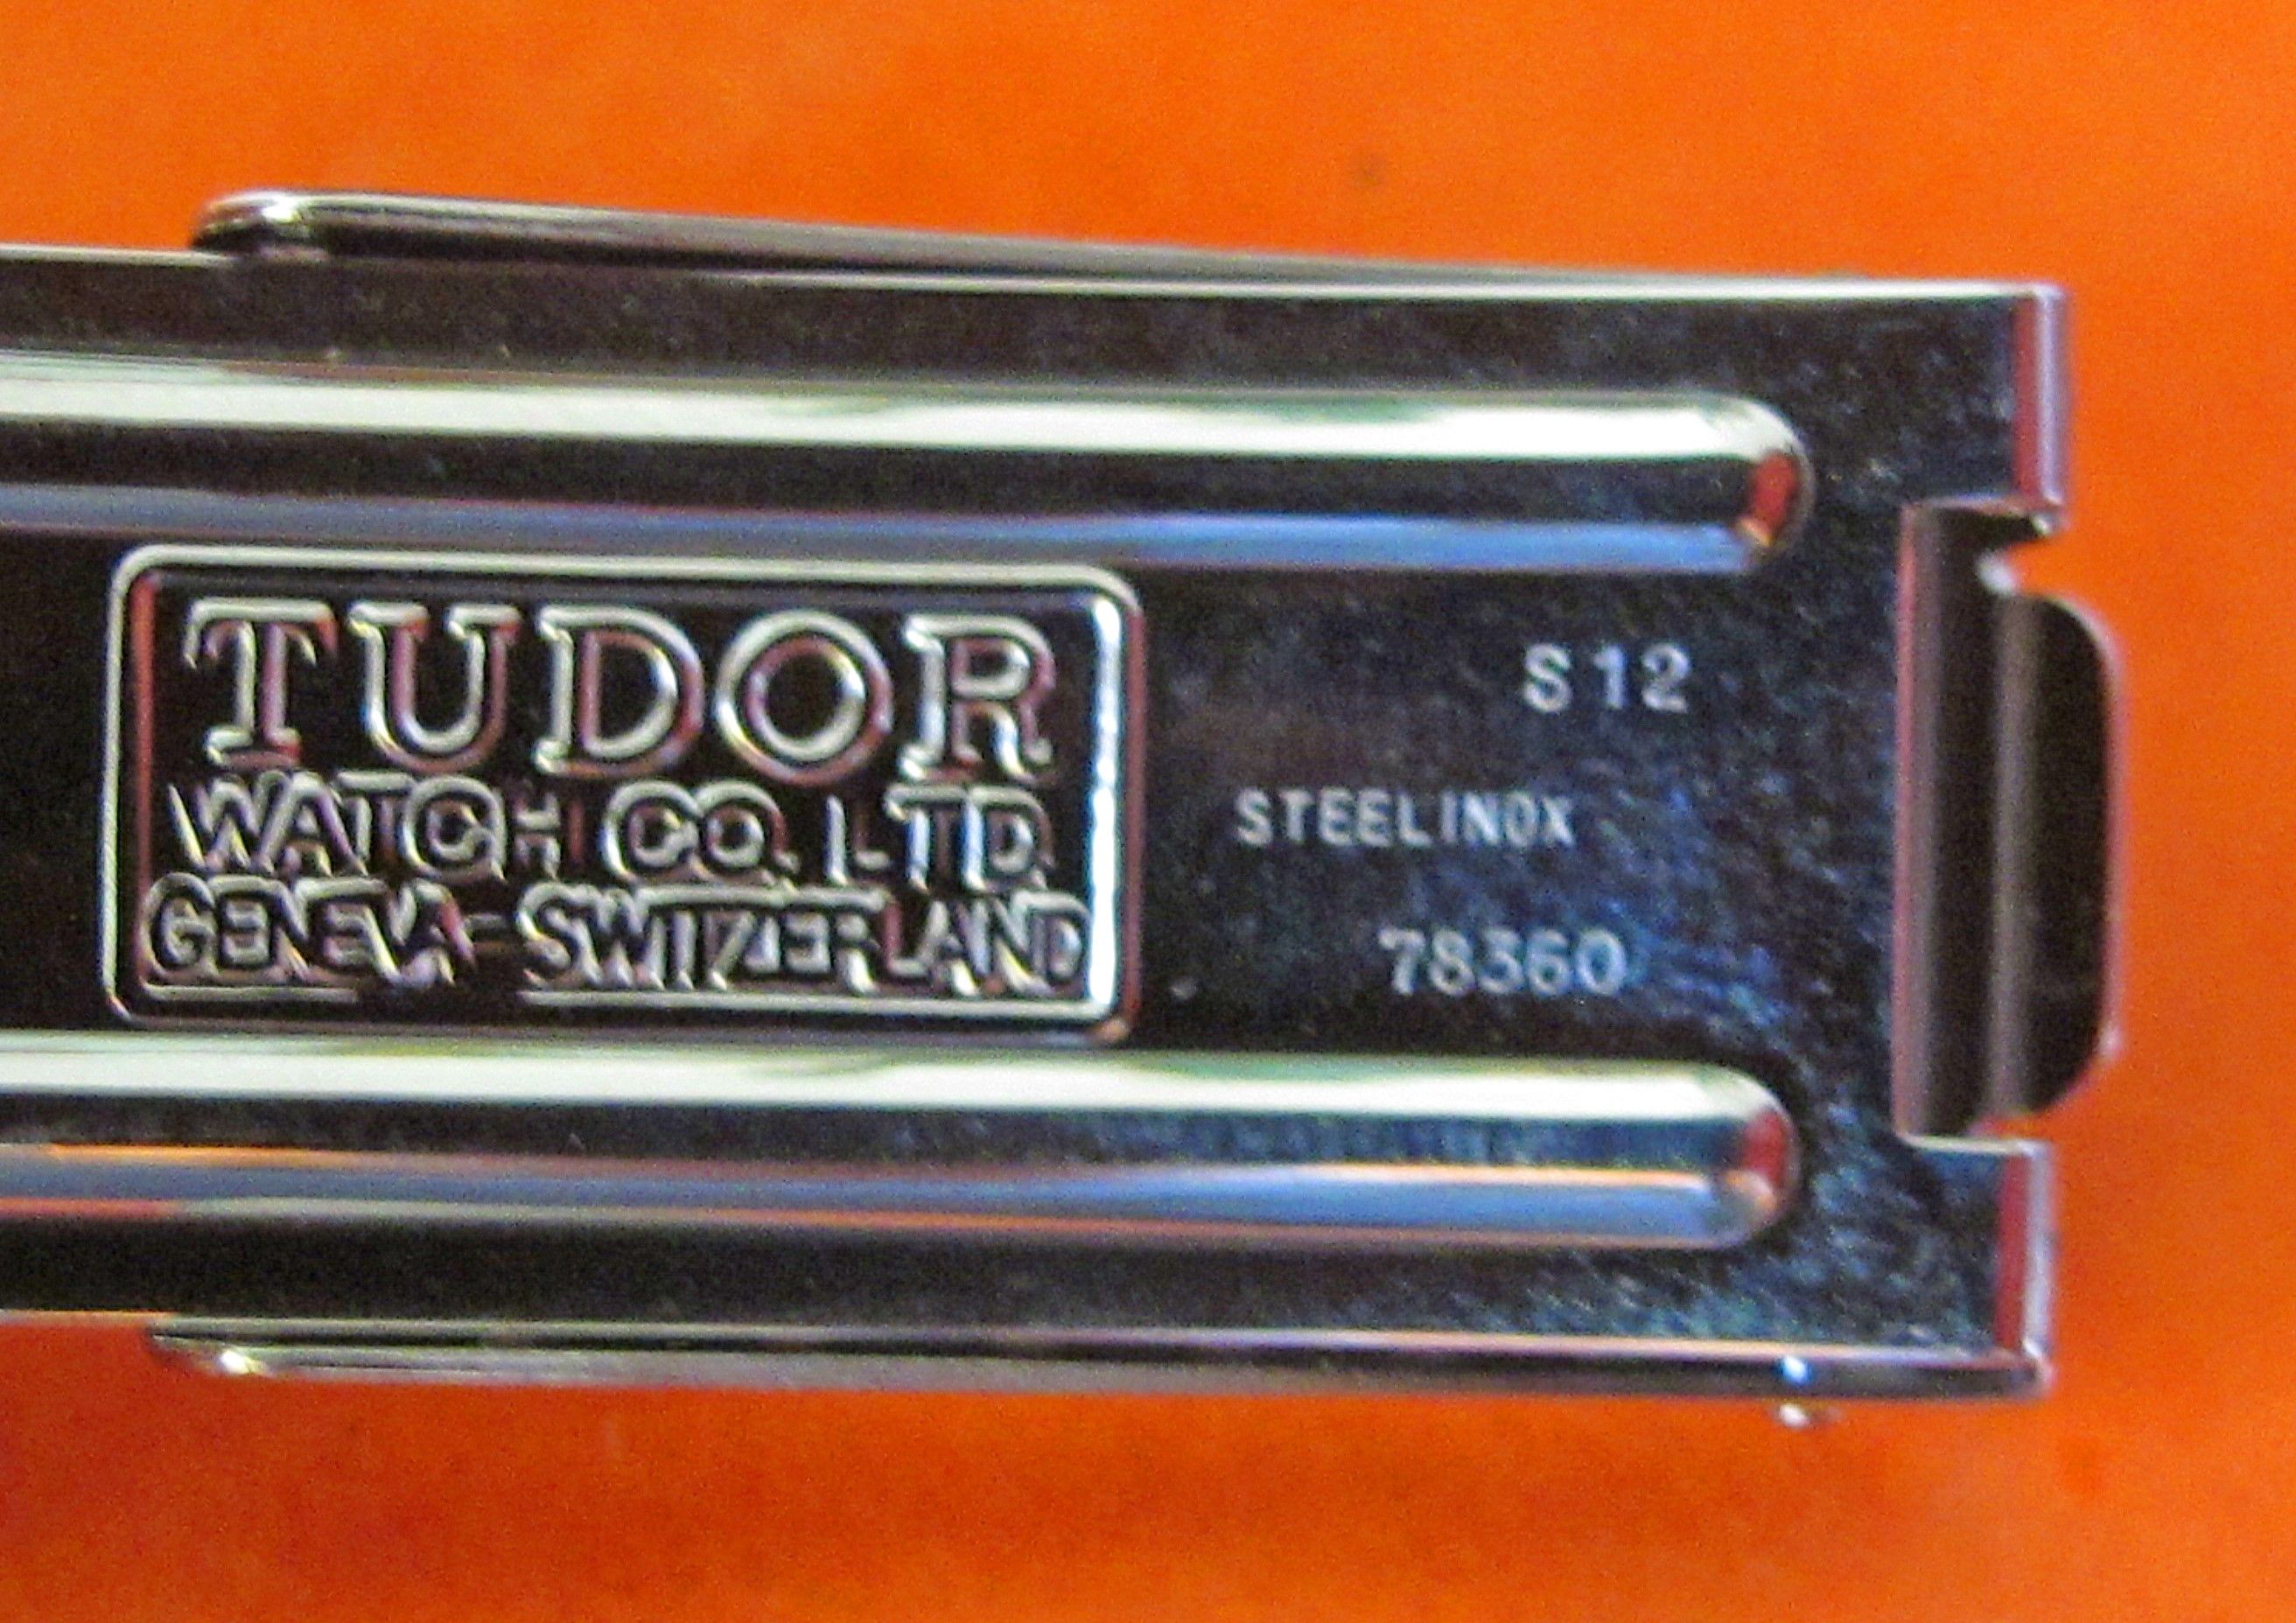 TUDOR
WATCH CO. LTD.
GENEVA-SWITZERLAND
S12
STEELINOX
78360